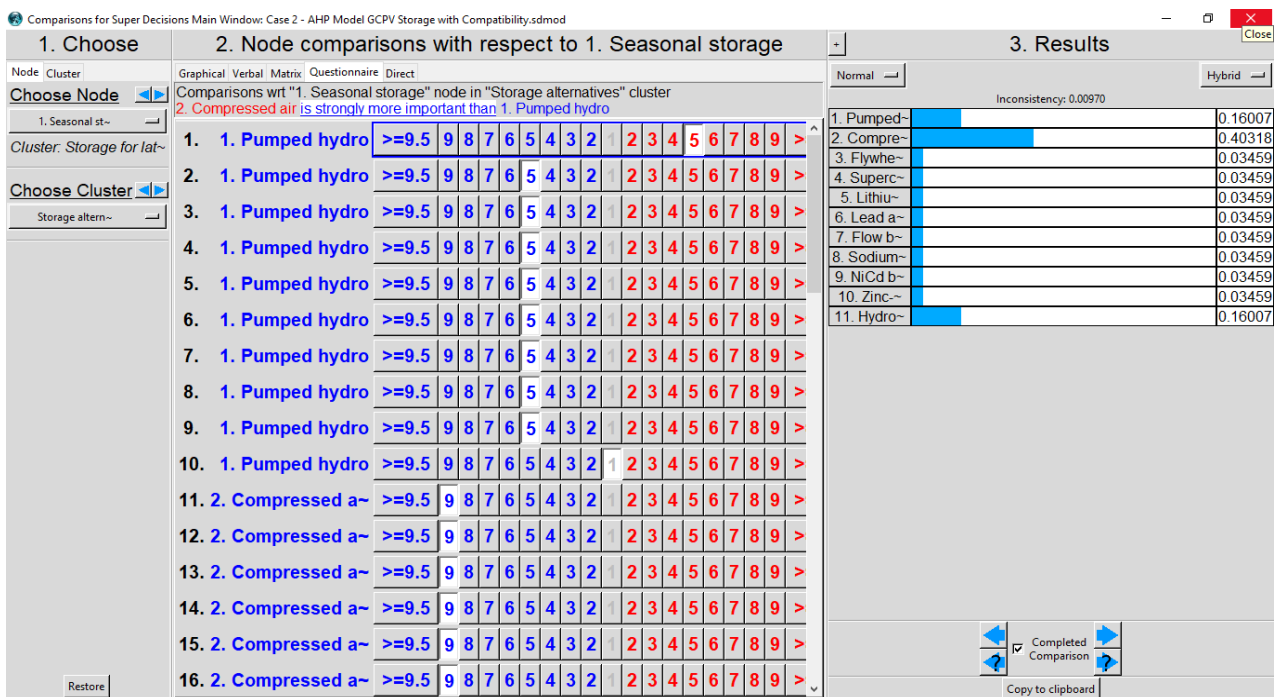 Comparisons for Super Decisions Main Window: Case 2 - AHP Model GCPV Storage with Compatibility.sdmod
Close
1. Choose
Node Cluster
Choose Node
1. Seasonal st~
Cluster: Storage for lat~
Choose Cluster
Storage altern~
Restore
2. Node comparisons with respect to 1. Seasonal storage
Graphical Verbal Matrix Questionnaire Direct
Comparisons wrt "1. Seasonal storage" node in "Storage alternatives" cluster
2. Compressed air is strongly more important than 1. Pumped hydro
1. 1. Pumped hydro >=9.5 9 8 7 6 5 4 3 2 1 2 3 4 5 6 7 8 9 >
2. 1. Pumped hydro >=9.5 9 8 7 6 5 4 3 2 1 2 3 4 5 6 7 8 9 >
3. 1. Pumped hydro >=9.5 9 8 7 6 5 4 3 2 1 2 3 4 5 6 7 8 9 >
4. 1. Pumped hydro >=9.5 9 8 7 6 5 4 3 2 1 2 3 4 5 6 7 8 9 >
5. 1. Pumped hydro >=9.5 9 8 7 6 5 4 3 2 1 2 3 4 5 6 7 8 9 >
6. 1. Pumped hydro >=9.5 9 8 7 6 5 4 3 2 1 2 3 4 5 6 7 8 9 >
7. 1. Pumped hydro >=9.5 9 8 7 6 5 4 3 2 1 2 3 4 5 6 7 8 9 >
8. 1. Pumped hydro >=9.5 9 8 7 6 5 4 3 2 1 2 3 4 5 6 7 8 9 >
9. 1. Pumped hydro >=9.5 9 8 7 6 5 4 3 2 1 2 3 4 5 6 7 8 9 >
10. 1. Pumped hydro >=9.5 9 8 7 6 5 4 3 2 1 2 3 4 5 6 7 8 9 >
11. 2. Compressed a~ >=9.5 9 8 7 6 5 4 3 2 1 2 3 4 5 6 7 8 9 >
12. 2. Compressed a~ >=9.5 9 8 7 6 5 4 3 2 1 2 3 4 5 6 7 8 9 >
13. 2. Compressed a~ >=9.5 9 8 7 6 5 4 3 2 1 2 3 4 5 6 7 8 9 >
14. 2. Compressed a~ >=9.5 9 8 7 6 5 4 3 2 1 2 3 4 5 6 7 8 9 >
15. 2. Compressed a~ >=9.5 9 8 7 6 5 4 3 2 1 2 3 4 5 6 7 8 9 >
16. 2. Compressed a~ >=9.5 9 8 7 6 5 4 3 2 1 2 3 4 5 6 7 8 9 >
+ 3. Results
Normal Hybrid
Inconsistency: 0.00970
1. Pumped~ 0.16007
2. Compre~ 0.40318
3. Flywhe~ 0.03459
4. Superc~ 0.03459
5. Lithiu~ 0.03459
6. Lead a~ 0.03459
7. Flow b~ 0.03459
8. Sodium~ 0.03459
9. NiCd b~ 0.03459
10. Zinc-~ 0.03459
11. Hydro~ 0.16007
Completed
Comparison
? ?
Copy to clipboard